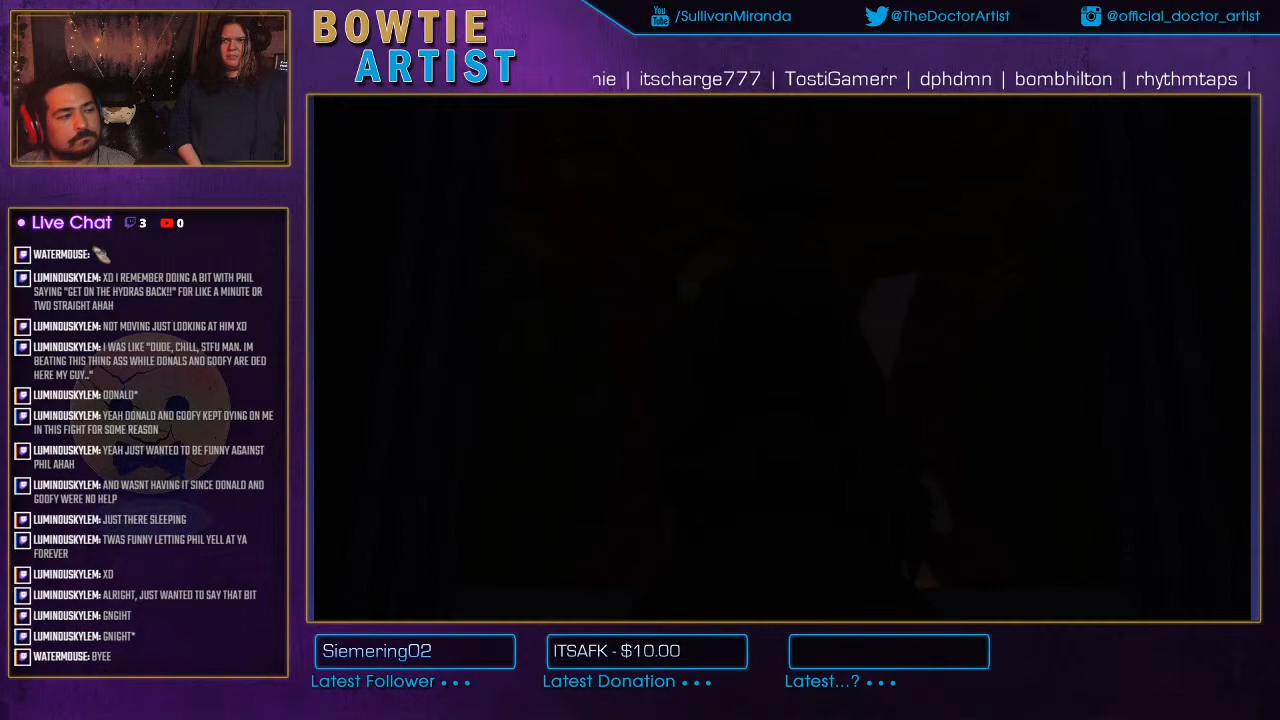 BOWTIE
ARTIST
You Tube /SullivanMiranda
@TheDoctorArtist
@official_doctor_artist
nie | itscharge777 | TostiGamerr | dphdmn | bombhilton | rhythmtaps |
Live Chat 3 0
WATERMOUSE:
LUMINOUSKYLEM: XD I REMEMBER DOING A BIT WITH PHIL
SAYING "GET ON THE HYDRAS BACK!!" FOR LIKE A MINUTE OR
TWO STRAIGHT AHAH
LUMINOUSKYLEM: NOT MOVING JUST LOOKING AT HIM XD
LUMINOUSKYLEM: I WAS LIKE "DUDE, CHILL, STFU MAN. IM
BEATING THIS THING ASS WHILE DONALS AND GOOFY ARE DED
HERE MY GUY.."
LUMINOUSKYLEM: DONALD*
LUMINOUSKYLEM: YEAH DONALD AND GOOFY KEPT DYING ON ME
IN THIS FIGHT FOR SOME REASON
LUMINOUSKYLEM: YEAH JUST WANTED TO BE FUNNY AGAINST
PHIL AHAH
LUMINOUSKYLEM: AND WASNT HAVING IT SINCE DONALD AND
GOOFY WERE NO HELP
LUMINOUSKYLEM: JUST THERE SLEEPING
LUMINOUSKYLEM: TWAS FUNNY LETTING PHIL YELL AT YA
FOREVER
LUMINOUSKYLEM: XD
LUMINOUSKYLEM: ALRIGHT, JUST WANTED TO SAY THAT BIT
LUMINOUSKYLEM: GNGIHT
LUMINOUSKYLEM: GNIGHT*
WATERMOUSE: BYEE
Siemering02
Latest Follower • • •
ITSAFK - $10.00
Latest Donation • • •
Latest...? • • •